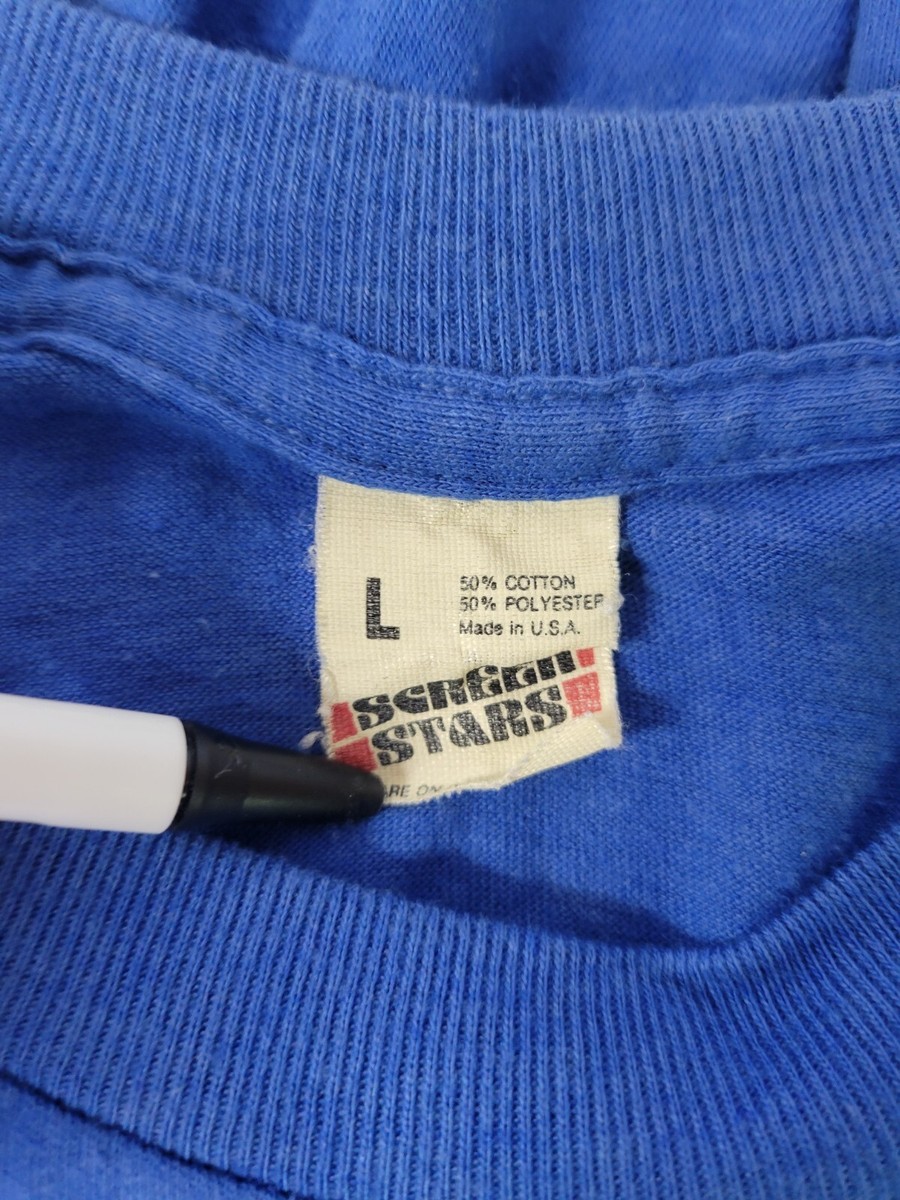 L
50% COTTON
50% POLYESTER
Made in U.S.A.
SCREEN
STARS